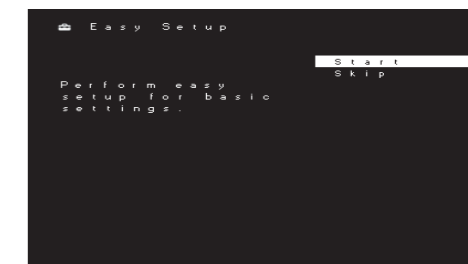 Easy Setup
Start
Skip
Perform easy
setup for basic
settings.